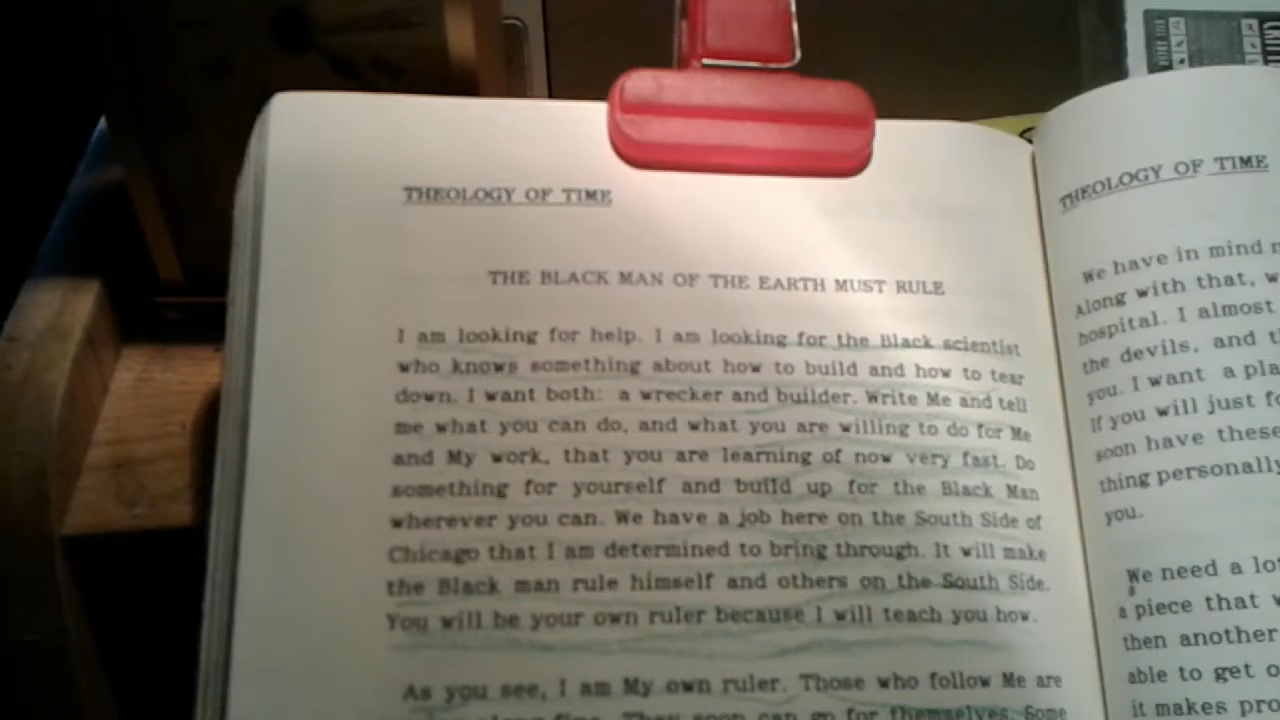 THEOLOGY OF TIME
THE BLACK MAN OF THE EARTH MUST RULE
I am looking for help. I am looking for the Black scientist
who knows something about how to build and how to tear
down. I want both: a wrecker and builder. Write Me and tell
me what you can do, and what you are willing to do for Me
and My work, that you are learning of now very fast. Do
something for yourself and build up for the Black Man
wherever you can. We have a job here on the South Side of
Chicago that I am determined to bring through. It will make
the Black man rule himself and others on the South Side.
You will be your own ruler because I will teach you how.
As you see, I am My own ruler. Those who follow Me are
fine. They soon can go for themselves. Some
THEOLOGY OF TIME
We have in mind
Along with that,
hospital. I almost
the devils, and
you. I want a
If you will just
soon have these
thing personally
you.
We need a
a piece that
then another
able to get
it makes